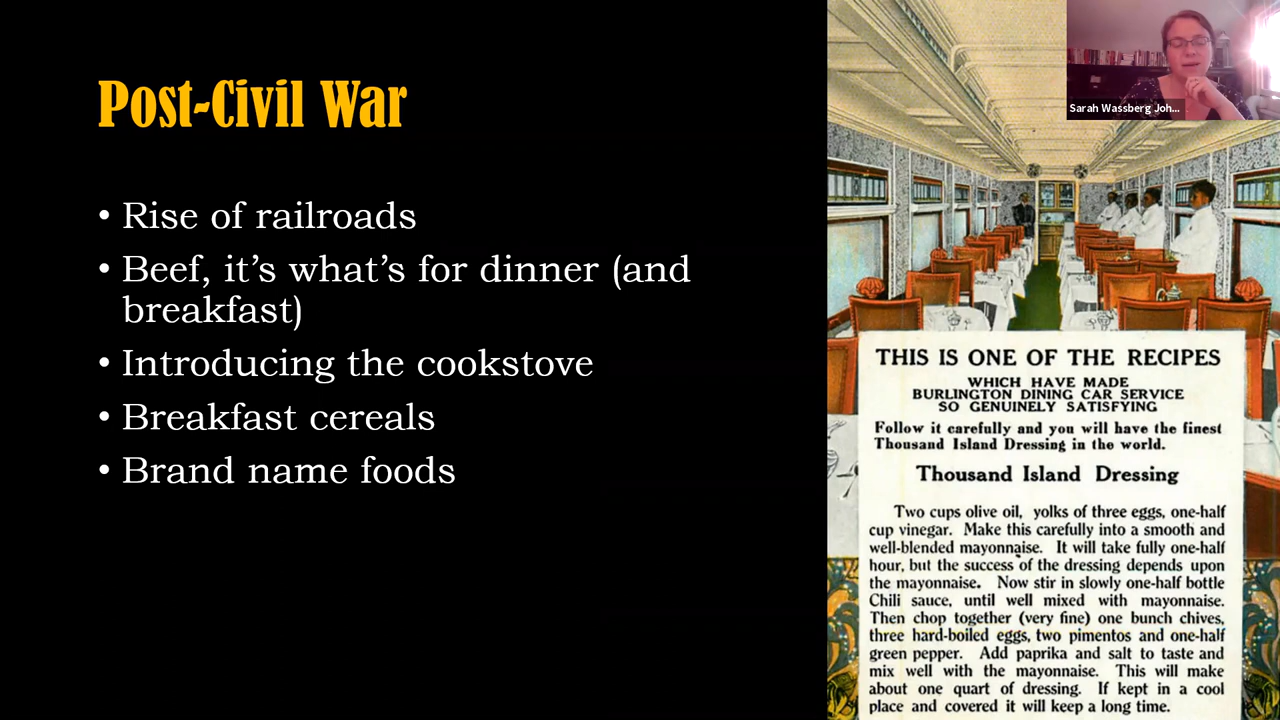 Post-Civil War
• Rise of railroads
• Beef, it's what's for dinner (and
breakfast)
• Introducing the cookstove
• Breakfast cereals
• Brand name foods
Sarah Wassberg Joh...
THIS IS ONE OF THE RECIPES
WHICH HAVE MADE
BURLINGTON DINING CAR SERVICE
SO GENUINELY SATISFYING
Follow it carefully and you will have the finest
Thousand Island Dressing in the world.
Thousand Island Dressing
Two cups olive oil, yolks of three eggs, one-half
cup vinegar. Make this carefully into a smooth and
well-blended mayonnaise. It will take fully one-half
hour, but the success of the dressing depends upon
the mayonnaise. Now stir in slowly one-half bottle
Chili sauce, until well mixed with mayonnaise.
Then chop together (very fine) one bunch chives,
three hard-boiled eggs, two pimentos and one-half
green pepper. Add paprika and salt to taste and
mix well with the mayonnaise. This will make
about one quart of dressing. If kept in a cool
place and covered it will keep a long time.